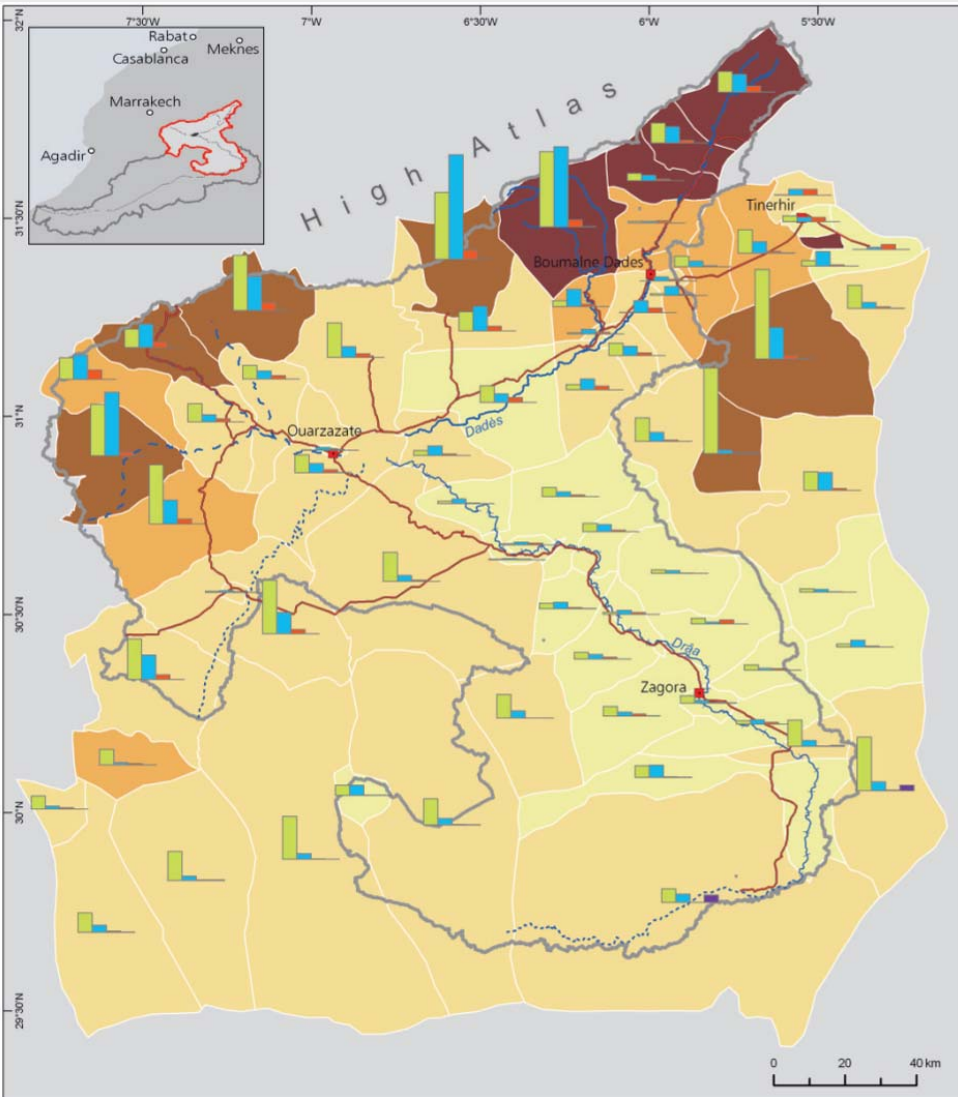 32°N
7°30'W
7°W
6°30'W
6°W
5°30'W
Rabat
Meknes
Casablanca
Marrakech
Agadir
High Atlas
31°30'N
Tinerhir
Boumalne Dades
31°N
Ouarzazate
Dadès
30°30'N
Drâa
Zagora
30°N
29°30'N
0 20 40 km